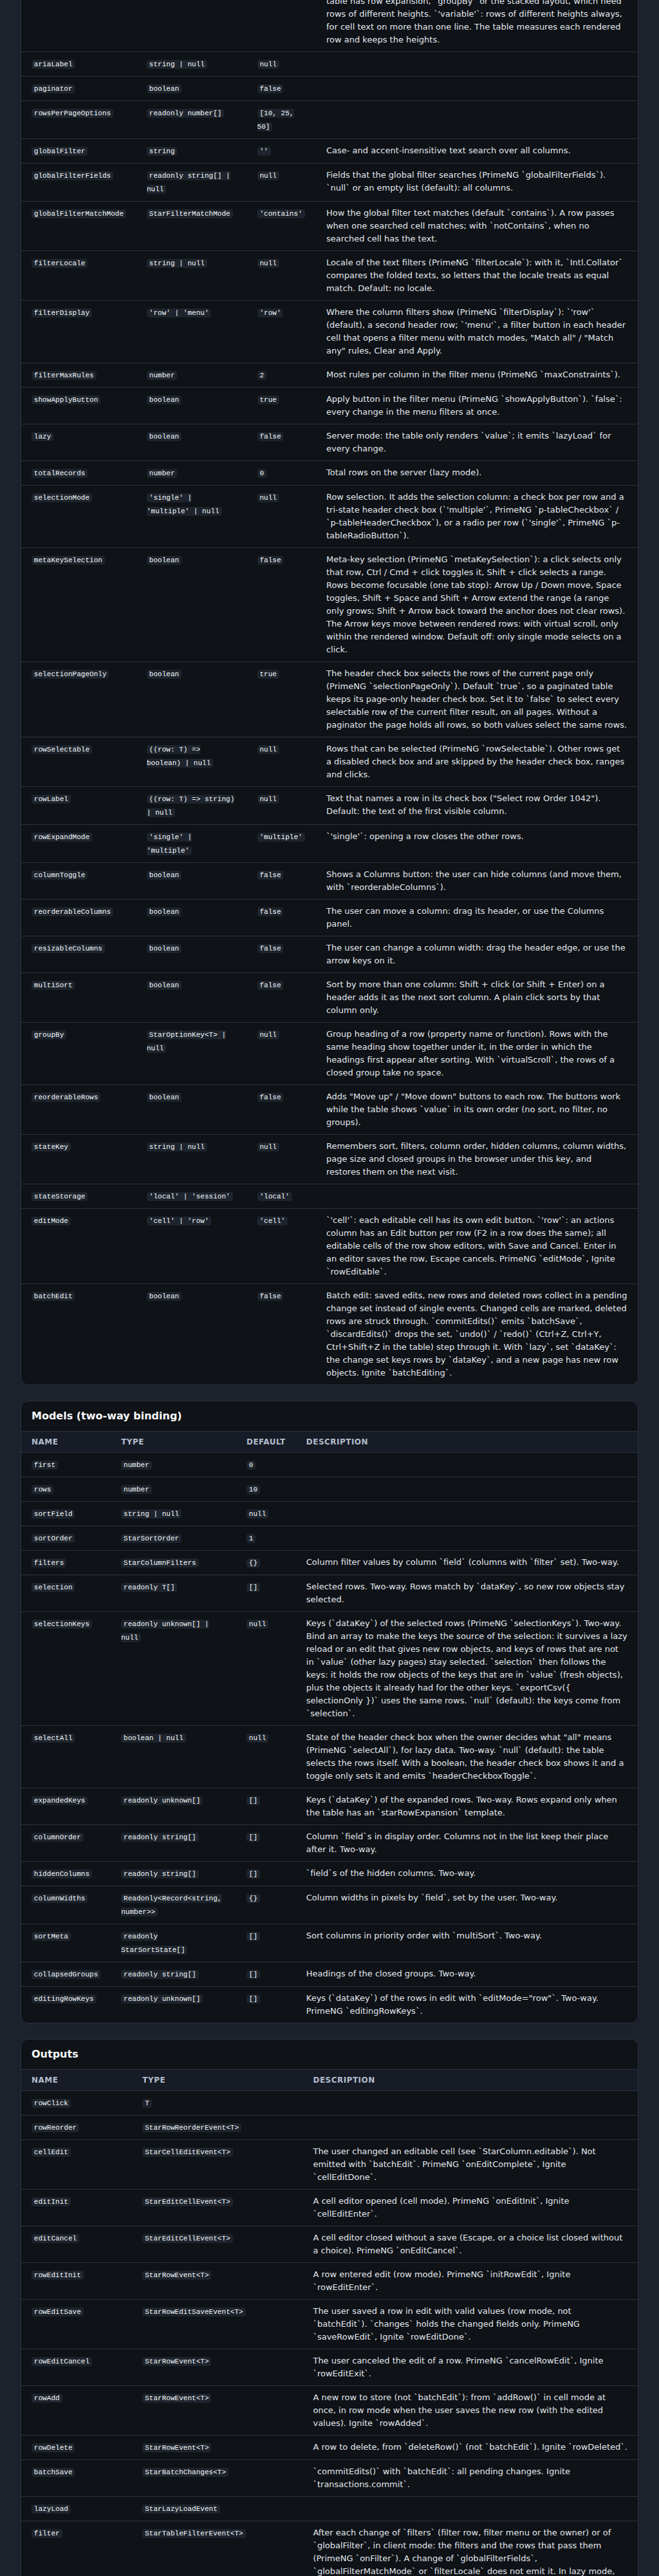 table has row expansion, `groupBy` or the stacked layout, which need
rows of different heights. `'variable'`: rows of different heights always,
for cell text on more than one line. The table measures each rendered
row and keeps the heights.
ariaLabel string | null null
paginator boolean false
rowsPerPageOptions readonly number[] [10, 25,
50]
globalFilter string '' Case- and accent-insensitive text search over all columns.
globalFilterFields readonly string[] | null Fields that the global filter searches (PrimeNG `globalFilterFields`).
null `null` or an empty list (default): all columns.
globalFilterMatchMode StarFilterMatchMode 'contains' How the global filter text matches (default `contains`). A row passes
when one searched cell matches; with `notContains`, when no
searched cell has the text.
filterLocale string | null null Locale of the text filters (PrimeNG `filterLocale`): with it, `Intl.Collator`
compares the folded texts, so letters that the locale treats as equal
match. Default: no locale.
filterDisplay 'row' | 'menu' 'row' Where the column filters show (PrimeNG `filterDisplay`): `'row'`
(default), a second header row; `'menu'`, a filter button in each header
cell that opens a filter menu with match modes, "Match all" / "Match
any" rules, Clear and Apply.
filterMaxRules number 2 Most rules per column in the filter menu (PrimeNG `maxConstraints`).
showApplyButton boolean true Apply button in the filter menu (PrimeNG `showApplyButton`). `false`:
every change in the menu filters at once.
lazy boolean false Server mode: the table only renders `value`; it emits `lazyLoad` for
every change.
totalRecords number 0 Total rows on the server (lazy mode).
selectionMode 'single' | null Row selection. It adds the selection column: a check box per row and a
'multiple' | null tri-state header check box (`'multiple'`, PrimeNG `p-tableCheckbox` /
`p-tableHeaderCheckbox`), or a radio per row (`'single'`, PrimeNG `p-
tableRadioButton`).
metaKeySelection boolean false Meta-key selection (PrimeNG `metaKeySelection`): a click selects only
that row, Ctrl / Cmd + click toggles it, Shift + click selects a range.
Rows become focusable (one tab stop): Arrow Up / Down move, Space
toggles, Shift + Space and Shift + Arrow extend the range (a range
only grows; Shift + Arrow back toward the anchor does not clear rows).
The Arrow keys move between rendered rows: with virtual scroll, only
within the rendered window. Default off: only single mode selects on a
click.
selectionPageOnly boolean true The header check box selects the rows of the current page only
(PrimeNG `selectionPageOnly`). Default `true`, so a paginated table
keeps its page-only header check box. Set it to `false` to select every
selectable row of the current filter result, on all pages. Without a
paginator the page holds all rows, so both values select the same rows.
rowSelectable ((row: T) => null Rows that can be selected (PrimeNG `rowSelectable`). Other rows get
boolean) | null a disabled check box and are skipped by the header check box, ranges
and clicks.
rowLabel ((row: T) => string) null Text that names a row in its check box ("Select row Order 1042").
| null Default: the text of the first visible column.
rowExpandMode 'single' | 'multiple' `'single'`: opening a row closes the other rows.
'multiple'
columnToggle boolean false Shows a Columns button: the user can hide columns (and move them,
with `reorderableColumns`).
reorderableColumns boolean false The user can move a column: drag its header, or use the Columns
panel.
resizableColumns boolean false The user can change a column width: drag the header edge, or use the
arrow keys on it.
multiSort boolean false Sort by more than one column: Shift + click (or Shift + Enter) on a
header adds it as the next sort column. A plain click sorts by that
column only.
groupBy StarOptionKey<T> | null Group heading of a row (property name or function). Rows with the
null same heading show together under it, in the order in which the
headings first appear after sorting. With `virtualScroll`, the rows of a
closed group take no space.
reorderableRows boolean false Adds "Move up" / "Move down" buttons to each row. The buttons work
while the table shows `value` in its own order (no sort, no filter, no
groups).
stateKey string | null null Remembers sort, filters, column order, hidden columns, column widths,
page size and closed groups in the browser under this key, and
restores them on the next visit.
stateStorage 'local' | 'session' 'local'
editMode 'cell' | 'row' 'cell' `'cell'`: each editable cell has its own edit button. `'row'`: an actions
column has an Edit button per row (F2 in a row does the same); all
editable cells of the row show editors, with Save and Cancel. Enter in
an editor saves the row, Escape cancels. PrimeNG `editMode`, Ignite
`rowEditable`.
batchEdit boolean false Batch edit: saved edits, new rows and deleted rows collect in a pending
change set instead of single events. Changed cells are marked, deleted
rows are struck through. `commitEdits()` emits `batchSave`,
`discardEdits()` drops the set, `undo()` / `redo()` (Ctrl+Z, Ctrl+Y,
Ctrl+Shift+Z in the table) step through it. With `lazy`, set `dataKey`:
the change set keys rows by `dataKey`, and a new page has new row
objects. Ignite `batchEditing`.
Models (two-way binding)
NAME TYPE DEFAULT DESCRIPTION
first number 0
rows number 10
sortField string | null null
sortOrder StarSortOrder 1
filters StarColumnFilters {} Column filter values by column `field` (columns with `filter` set). Two-way.
selection readonly T[] [] Selected rows. Two-way. Rows match by `dataKey`, so new row objects stay
selected.
selectionKeys readonly unknown[] | null Keys (`dataKey`) of the selected rows (PrimeNG `selectionKeys`). Two-way.
null Bind an array to make the keys the source of the selection: it survives a lazy
reload or an edit that gives new row objects, and keys of rows that are not
in `value` (other lazy pages) stay selected. `selection` then follows the
keys: it holds the row objects of the keys that are in `value` (fresh objects),
plus the objects it already had for the other keys. `exportCsv({
selectionOnly })` uses the same rows. `null` (default): the keys come from
`selection`.
selectAll boolean | null null State of the header check box when the owner decides what "all" means
(PrimeNG `selectAll`), for lazy data. Two-way. `null` (default): the table
selects the rows itself. With a boolean, the header check box shows it and a
toggle only sets it and emits `headerCheckboxToggle`.
expandedKeys readonly unknown[] [] Keys (`dataKey`) of the expanded rows. Two-way. Rows expand only when
the table has an `starRowExpansion` template.
columnOrder readonly string[] [] Column `field`s in display order. Columns not in the list keep their place
after it. Two-way.
hiddenColumns readonly string[] [] `field`s of the hidden columns. Two-way.
columnWidths Readonly<Record<string, {} Column widths in pixels by `field`, set by the user. Two-way.
number>>
sortMeta readonly [] Sort columns in priority order with `multiSort`. Two-way.
StarSortState[]
collapsedGroups readonly string[] [] Headings of the closed groups. Two-way.
editingRowKeys readonly unknown[] [] Keys (`dataKey`) of the rows in edit with `editMode="row"`. Two-way.
PrimeNG `editingRowKeys`.
Outputs
NAME TYPE DESCRIPTION
rowClick T
rowReorder StarRowReorderEvent<T>
cellEdit StarCellEditEvent<T> The user changed an editable cell (see `StarColumn.editable`). Not
emitted with `batchEdit`. PrimeNG `onEditComplete`, Ignite
`cellEditDone`.
editInit StarEditCellEvent<T> A cell editor opened (cell mode). PrimeNG `onEditInit`, Ignite
`cellEditEnter`.
editCancel StarEditCellEvent<T> A cell editor closed without a save (Escape, or a choice list closed without
a choice). PrimeNG `onEditCancel`.
rowEditInit StarRowEvent<T> A row entered edit (row mode). PrimeNG `initRowEdit`, Ignite
`rowEditEnter`.
rowEditSave StarRowEditSaveEvent<T> The user saved a row in edit with valid values (row mode, not
`batchEdit`). `changes` holds the changed fields only. PrimeNG
`saveRowEdit`, Ignite `rowEditDone`.
rowEditCancel StarRowEvent<T> The user canceled the edit of a row. PrimeNG `cancelRowEdit`, Ignite
`rowEditExit`.
rowAdd StarRowEvent<T> A new row to store (not `batchEdit`): from `addRow()` in cell mode at
once, in row mode when the user saves the new row (with the edited
values). Ignite `rowAdded`.
rowDelete StarRowEvent<T> A row to delete, from `deleteRow()` (not `batchEdit`). Ignite `rowDeleted`.
batchSave StarBatchChanges<T> `commitEdits()` with `batchEdit`: all pending changes. Ignite
`transactions.commit`.
lazyLoad StarLazyLoadEvent
filter StarTableFilterEvent<T> After each change of `filters` (filter row, filter menu or the owner) or of
`globalFilter`, in client mode: the filters and the rows that pass them
(PrimeNG `onFilter`). A change of `globalFilterFields`,
`globalFilterMatchMode` or `filterLocale` does not emit it. In lazy mode,